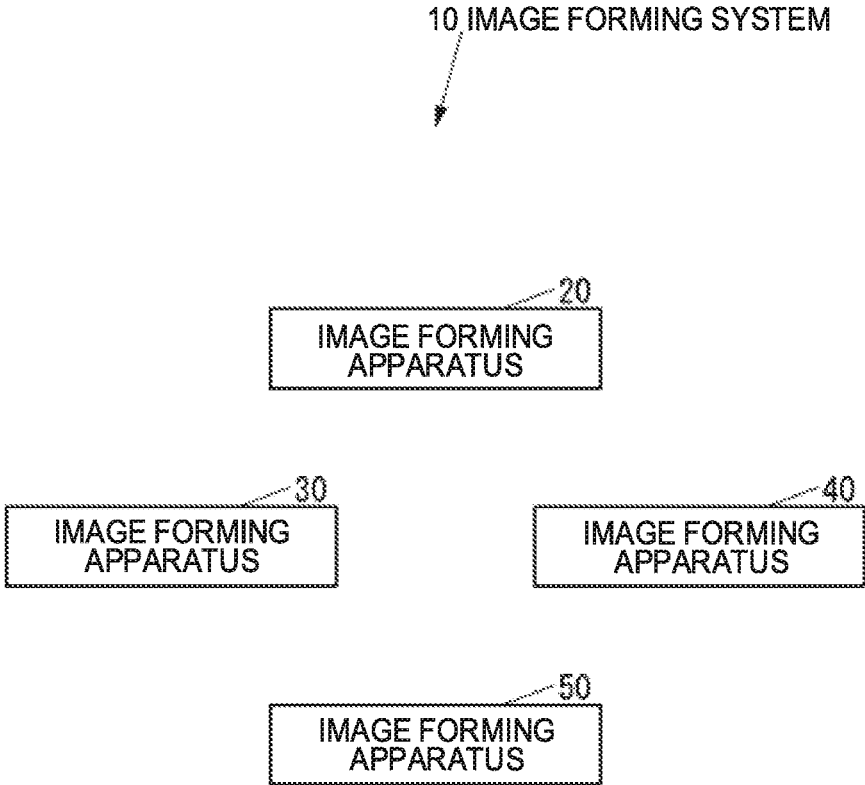 10 IMAGE FORMING SYSTEM
20
IMAGE FORMING
APPARATUS
30
IMAGE FORMING
APPARATUS
40
IMAGE FORMING
APPARATUS
50
IMAGE FORMING
APPARATUS